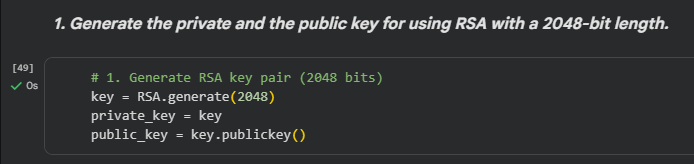 1. Generate the private and the public key for using RSA with a 2048-bit length.
[49]
0s
# 1. Generate RSA key pair (2048 bits)
key = RSA.generate(2048)
private_key = key
public_key = key.publickey()